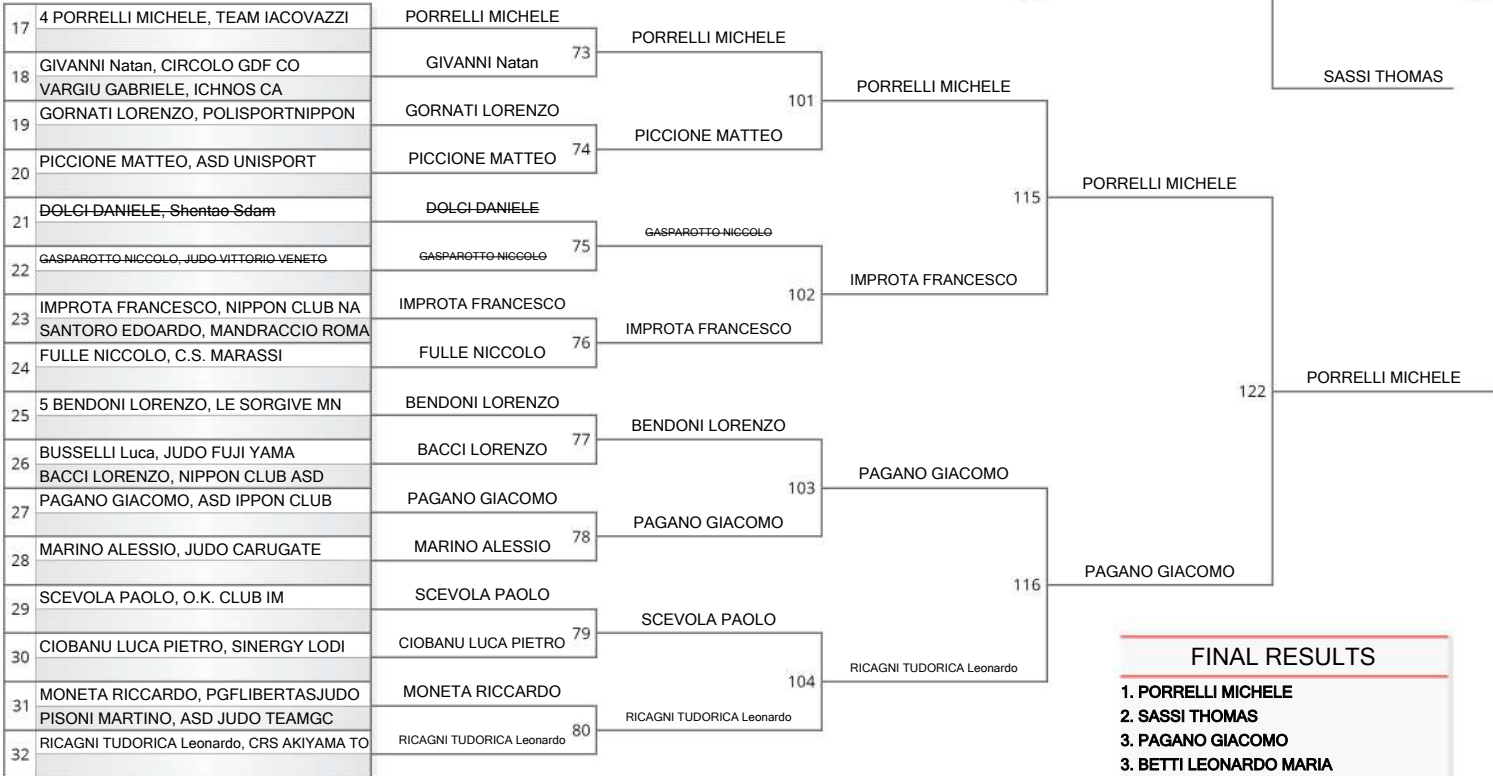 17
4 PORRELLI MICHELE, TEAM IACOVAZZI
18
GIVANNI Natan, CIRCOLO GDF CO
VARGIU GABRIELE, ICHNOS CA
19
GORNATI LORENZO, POLISPORTNIPPON
20
PICCIONE MATTEO, ASD UNISPORT
21
DOLCI DANIELE, Shentao Sdam
22
GASPAROTTO NICCOLO, JUDO VITTORIO VENETO
23
IMPROTA FRANCESCO, NIPPON CLUB NA
SANTORO EDOARDO, MANDRACCIO ROMA
24
FULLE NICCOLO, C.S. MARASSI
25
5 BENDONI LORENZO, LE SORGIVE MN
26
BUSSELLI Luca, JUDO FUJI YAMA
BACCI LORENZO, NIPPON CLUB ASD
27
PAGANO GIACOMO, ASD IPPON CLUB
28
MARINO ALESSIO, JUDO CARUGATE
29
SCEVOLA PAOLO, O.K. CLUB IM
30
CIOBANU LUCA PIETRO, SINERGY LODI
31
MONETA RICCARDO, PGFLIBERTASJUDO
PISONI MARTINO, ASD JUDO TEAMGC
32
RICAGNI TUDORICA Leonardo, CRS AKIYAMA TO
PORRELLI MICHELE
73
GIVANNI Natan
GORNATI LORENZO
74
PICCIONE MATTEO
DOLCI DANIELE
75
GASPAROTTO NICCOLO
IMPROTA FRANCESCO
76
FULLE NICCOLO
BENDONI LORENZO
77
BACCI LORENZO
PAGANO GIACOMO
78
MARINO ALESSIO
SCEVOLA PAOLO
79
CIOBANU LUCA PIETRO
MONETA RICCARDO
80
RICAGNI TUDORICA Leonardo
PORRELLI MICHELE
101
PICCIONE MATTEO
GASPAROTTO NICCOLO
102
IMPROTA FRANCESCO
BENDONI LORENZO
103
PAGANO GIACOMO
SCEVOLA PAOLO
104
RICAGNI TUDORICA Leonardo
PORRELLI MICHELE
115
IMPROTA FRANCESCO
PAGANO GIACOMO
116
RICAGNI TUDORICA Leonardo
PORRELLI MICHELE
122
PAGANO GIACOMO
SASSI THOMAS
PORRELLI MICHELE
FINAL RESULTS
1. PORRELLI MICHELE
2. SASSI THOMAS
3. PAGANO GIACOMO
3. BETTI LEONARDO MARIA